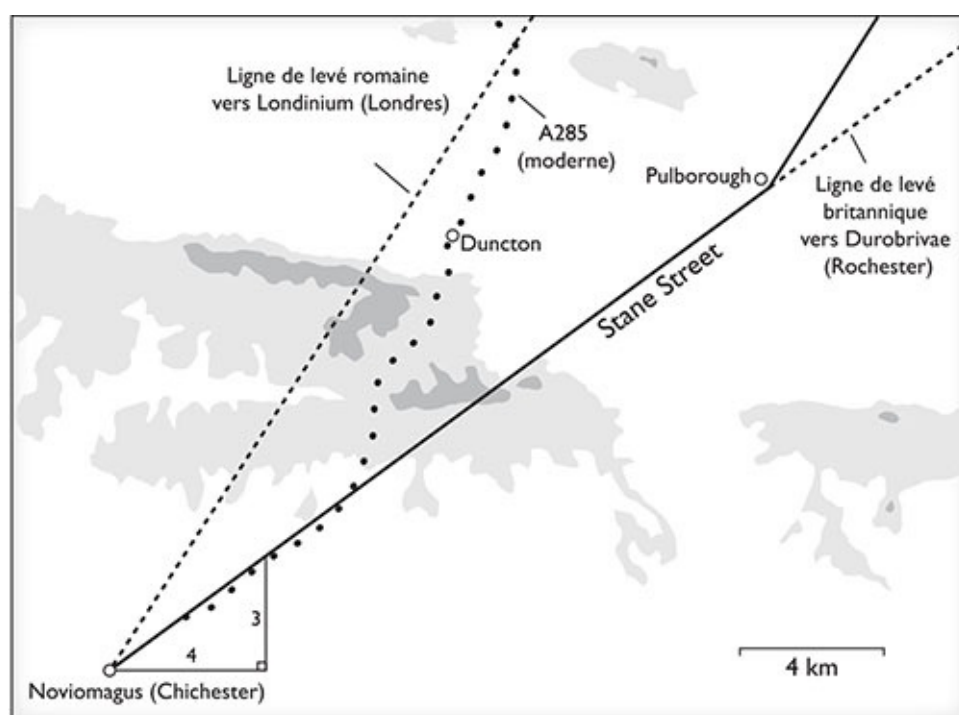 Ligne de levé romaine
vers Londinium (Londres)
A285
(moderne)
Pulborough
Ligne de levé
britannique
vers Durobrivae
(Rochester)
Duncton
Stane Street
3
4
4 km
Noviomagus (Chichester)